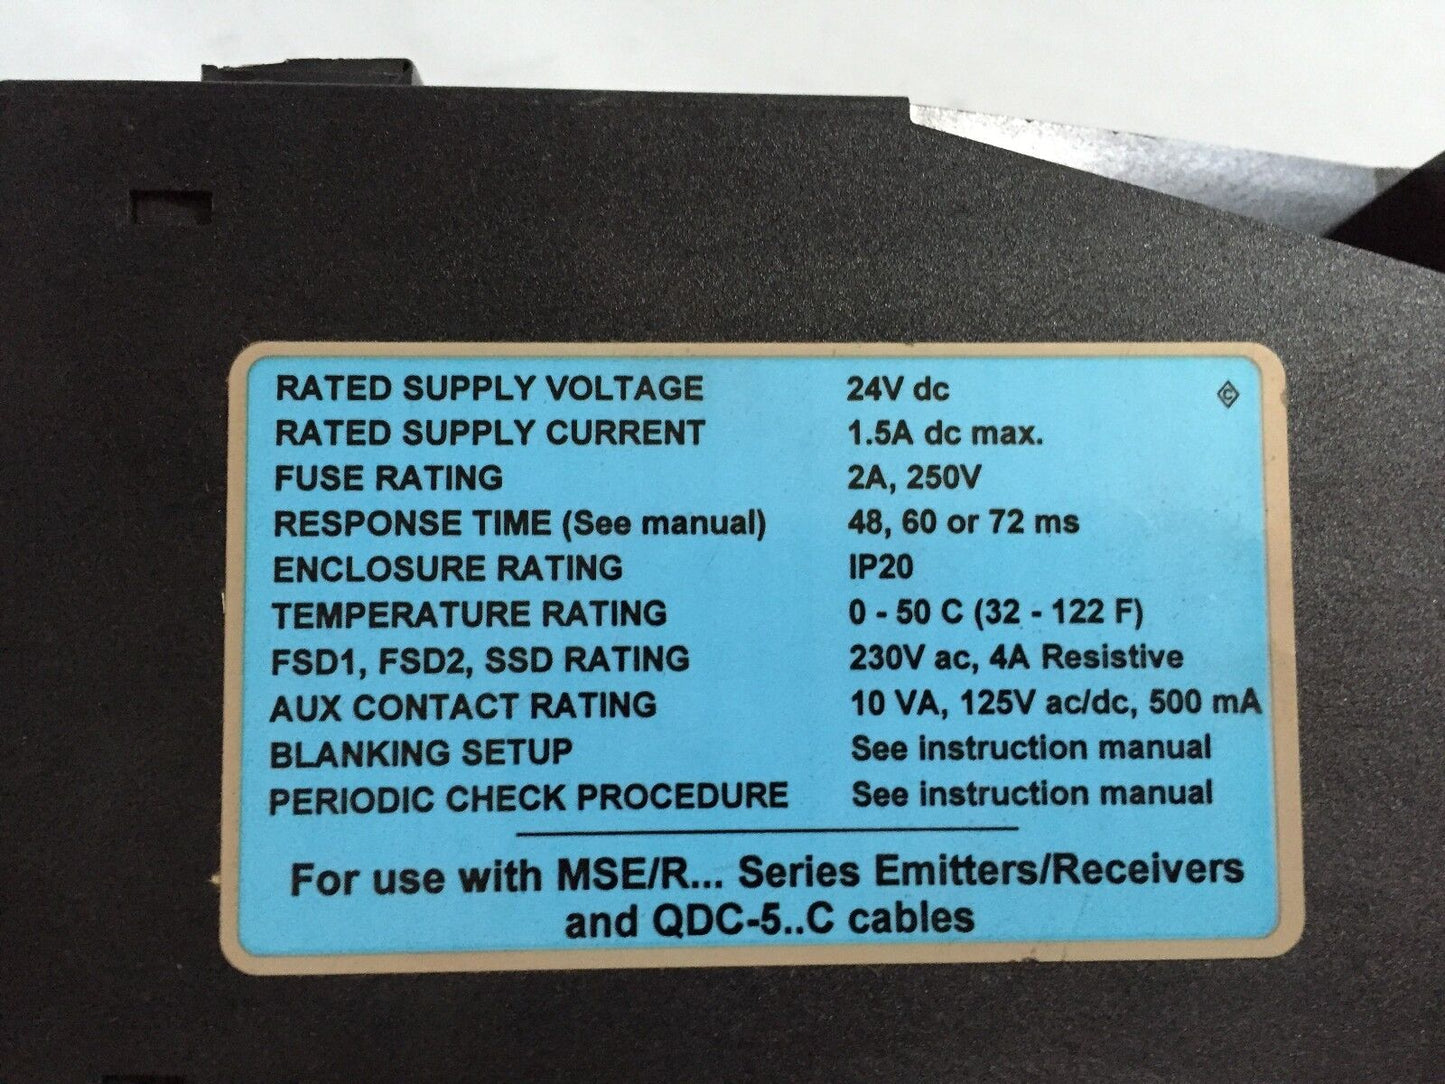 RATED SUPPLY VOLTAGE 24V dc C
RATED SUPPLY CURRENT 1.5A dc max.
FUSE RATING 2A, 250V
RESPONSE TIME (See manual) 48, 60 or 72 ms
ENCLOSURE RATING IP20
TEMPERATURE RATING 0 - 50 C (32 - 122 F)
FSD1, FSD2, SSD RATING 230V ac, 4A Resistive
AUX CONTACT RATING 10 VA, 125V ac/dc, 500 mA
BLANKING SETUP See instruction manual
PERIODIC CHECK PROCEDURE See instruction manual
For use with MSE/R... Series Emitters/Receivers
and QDC-5..C cables